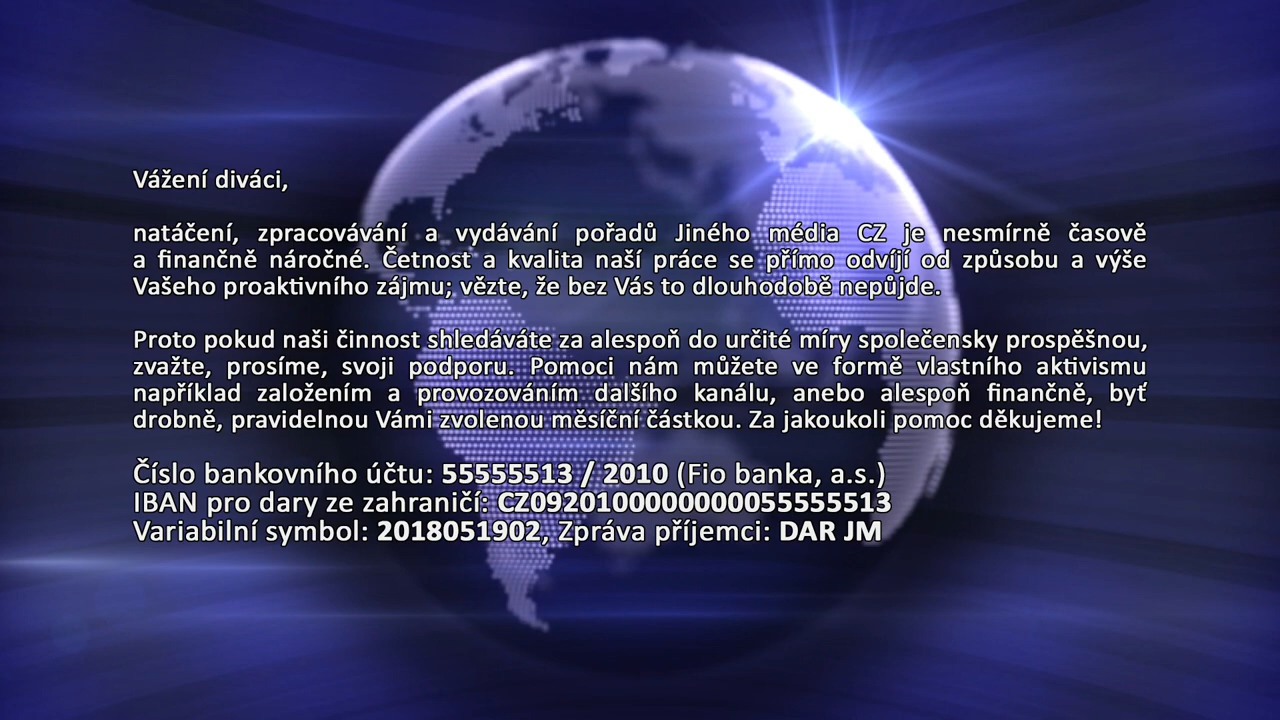 Vážení diváci,
natáčení, zpracovávání a vydávání pořadů Jiného média CZ je nesmírně časově
a finančně náročné. Četnost a kvalita naší práce se přímo odvíjí od způsobu a výše
Vašeho proaktivního zájmu; vězte, že bez Vás to dlouhodobě nepůjde.
Proto pokud naši činnost shledáváte za alespoň do určité míry společensky prospěšnou,
zvažte, prosíme, svoji podporu. Pomoci nám můžete ve formě vlastního aktivismu
například založením a provozováním dalšího kanálu, anebo alespoň finančně, byť
drobně, pravidelnou Vámi zvolenou měsíční částkou. Za jakoukoli pomoc děkujeme!
Číslo bankovního účtu: 55555513 / 2010 (Fio banka, a.s.)
IBAN pro dary ze zahraničí: CZ0920100000000055555513
Variabilní symbol: 2018051902, Zpráva příjemci: DAR JM